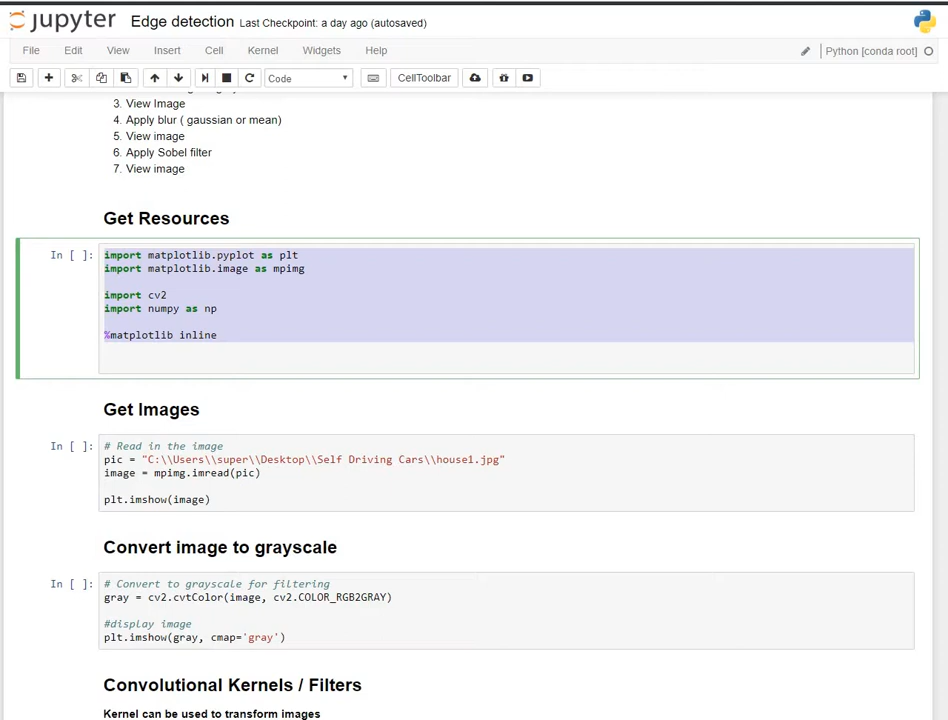 jupyter Edge detection Last Checkpoint: a day ago (autosaved)
File Edit View Insert Cell Kernel Widgets Help Python [conda root]
Code CellToolbar
3. View Image
4. Apply blur ( gaussian or mean)
5. View image
6. Apply Sobel filter
7. View image
Get Resources
In [ ]: import matplotlib.pyplot as plt
import matplotlib.image as mpimg
import cv2
import numpy as np
%matplotlib inline
Get Images
In [ ]: # Read in the image
pic = "C:\\Users\\super\\Desktop\\Self Driving Cars\\house1.jpg"
image = mpimg.imread(pic)
plt.imshow(image)
Convert image to grayscale
In [ ]: # Convert to grayscale for filtering
gray = cv2.cvtColor(image, cv2.COLOR_RGB2GRAY)
#display image
plt.imshow(gray, cmap='gray')
Convolutional Kernels / Filters
Kernel can be used to transform images